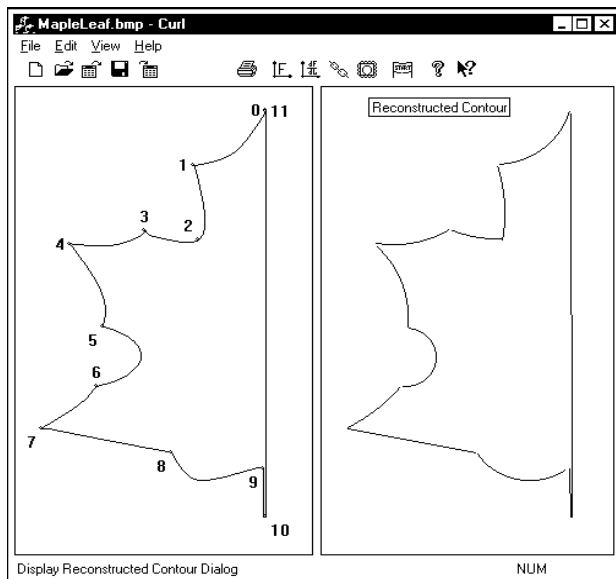 MapleLeaf.bmp - Curl
File Edit View Help
START
Reconstructed Contour
0 11
1
3
2
4
5
6
7
8
9
10
Display Reconstructed Contour Dialog
NUM